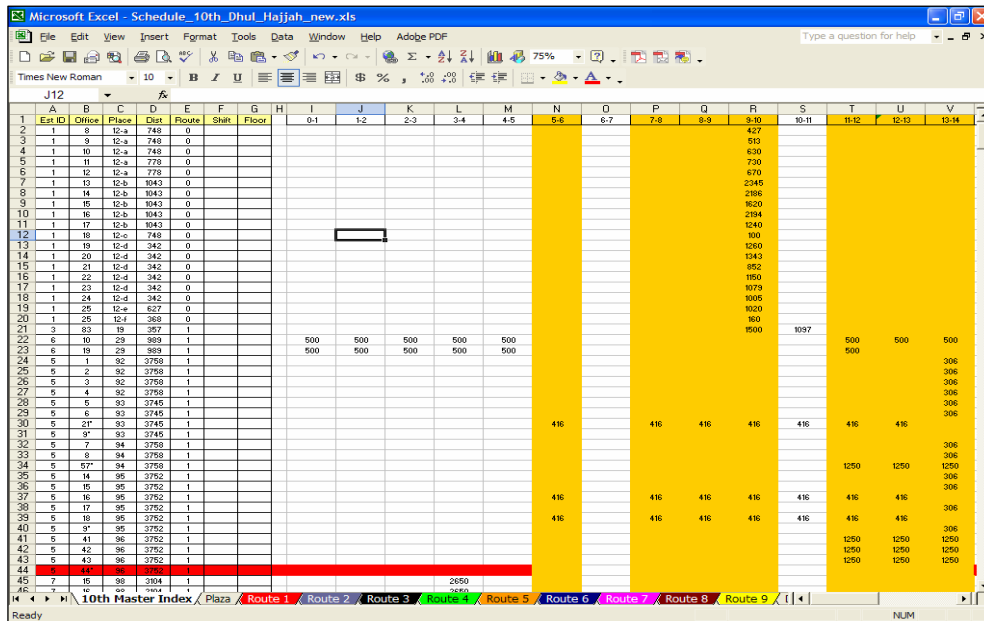 Microsoft Excel - Schedule_10th_Dhul_Hajjah_new.xls
File Edit View Insert Format Tools Data Window Help Adobe PDF Type a question for help
75%
Times New Roman 10 B I U $ % ,
J12 fx
A B C D E F G H I J K L M N O P Q R S T U V
1 Est ID Office Place Dist Route Shift Floor 0-1 1-2 2-3 3-4 4-5 5-6 6-7 7-8 8-9 9-10 10-11 11-12 12-13 13-14
2 1 8 12-a 748 0 427
3 1 9 12-a 748 0 513
4 1 10 12-a 748 0 630
5 1 11 12-a 778 0 730
6 1 12 12-a 778 0 670
7 1 13 12-b 1043 0 2345
8 1 14 12-b 1043 0 2186
9 1 15 12-b 1043 0 1620
10 1 16 12-b 1043 0 2194
11 1 17 12-b 1043 0 1240
12 1 18 12-c 748 0 100
13 1 19 12-d 342 0 1260
14 1 20 12-d 342 0 1343
15 1 21 12-d 342 0 852
16 1 22 12-d 342 0 1150
17 1 23 12-d 342 0 1079
18 1 24 12-d 342 0 1005
19 1 25 12-e 627 0 1020
20 1 25 12-f 368 0 160
21 3 83 19 357 1 1500 1097
22 6 10 29 989 1 500 500 500 500 500 500 500 500
23 6 19 29 989 1 500 500 500 500 500 500
24 5 1 92 3758 1 306
25 5 2 92 3758 1 306
26 5 3 92 3758 1 306
27 5 4 92 3758 1 306
28 5 5 93 3745 1 306
29 5 6 93 3745 1 306
30 5 21" 93 3745 1 416 416 416 416 416 416 416
31 5 9" 93 3745 1
32 5 7 94 3758 1 306
33 5 8 94 3758 1 306
34 5 57" 94 3758 1 1250 1250 1250
35 5 14 95 3752 1 306
36 5 15 95 3752 1 306
37 5 16 95 3752 1 416 416 416 416 416 416 416
38 5 17 95 3752 1 306
39 5 18 95 3752 1 416 416 416 416 416 416 416
40 5 9" 95 3752 1 306
41 5 41 96 3752 1 1250 1250 1250
42 5 42 96 3752 1 1250 1250 1250
43 5 43 96 3752 1 1250 1250 1250
44 5 44" 96 3752 1
45 7 15 98 3104 1 2650
46 7 16 98 3104 1 2650
10th Master Index Plaza Route 1 Route 2 Route 3 Route 4 Route 5 Route 6 Route 7 Route 8 Route 9
Ready NUM